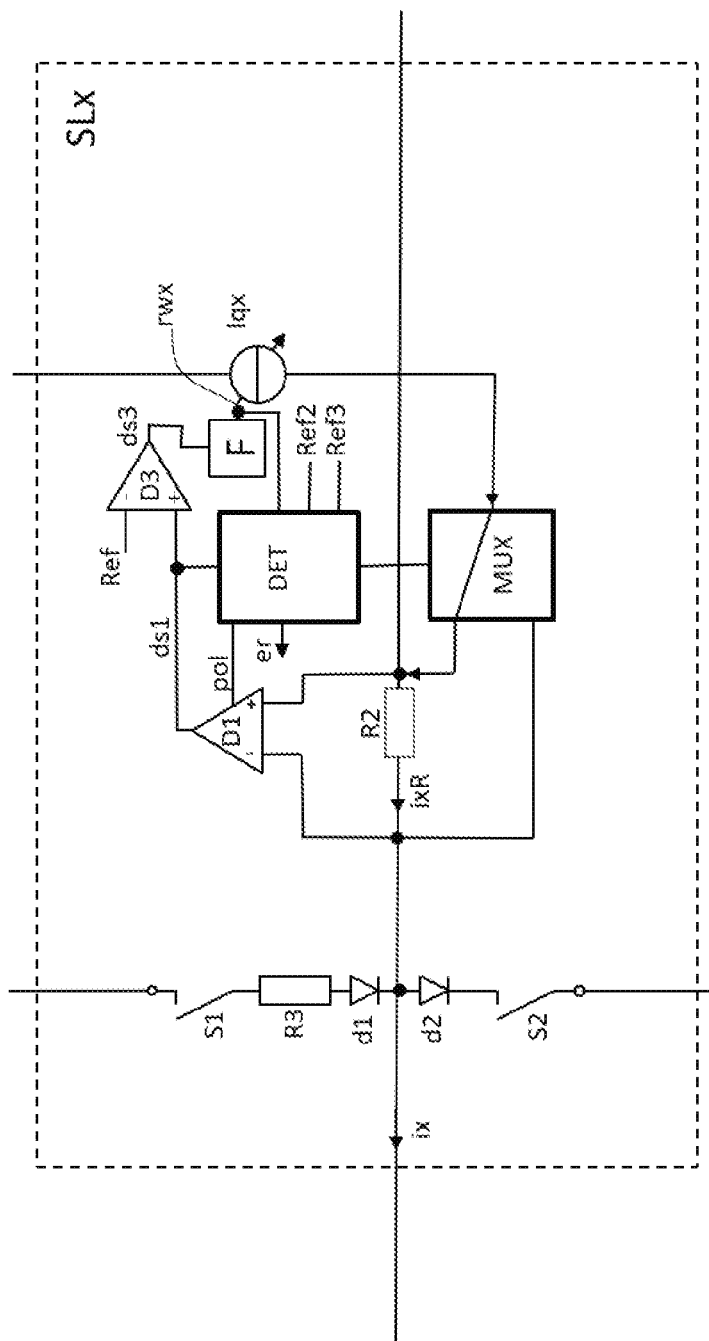 SLx
rwx
Iqx
ds3
F
D3
Ref
Ref2
Ref3
DET
ds1
pol
er
D1
MUX
R2
ixR
S1
R3
d1
d2
S2
ix